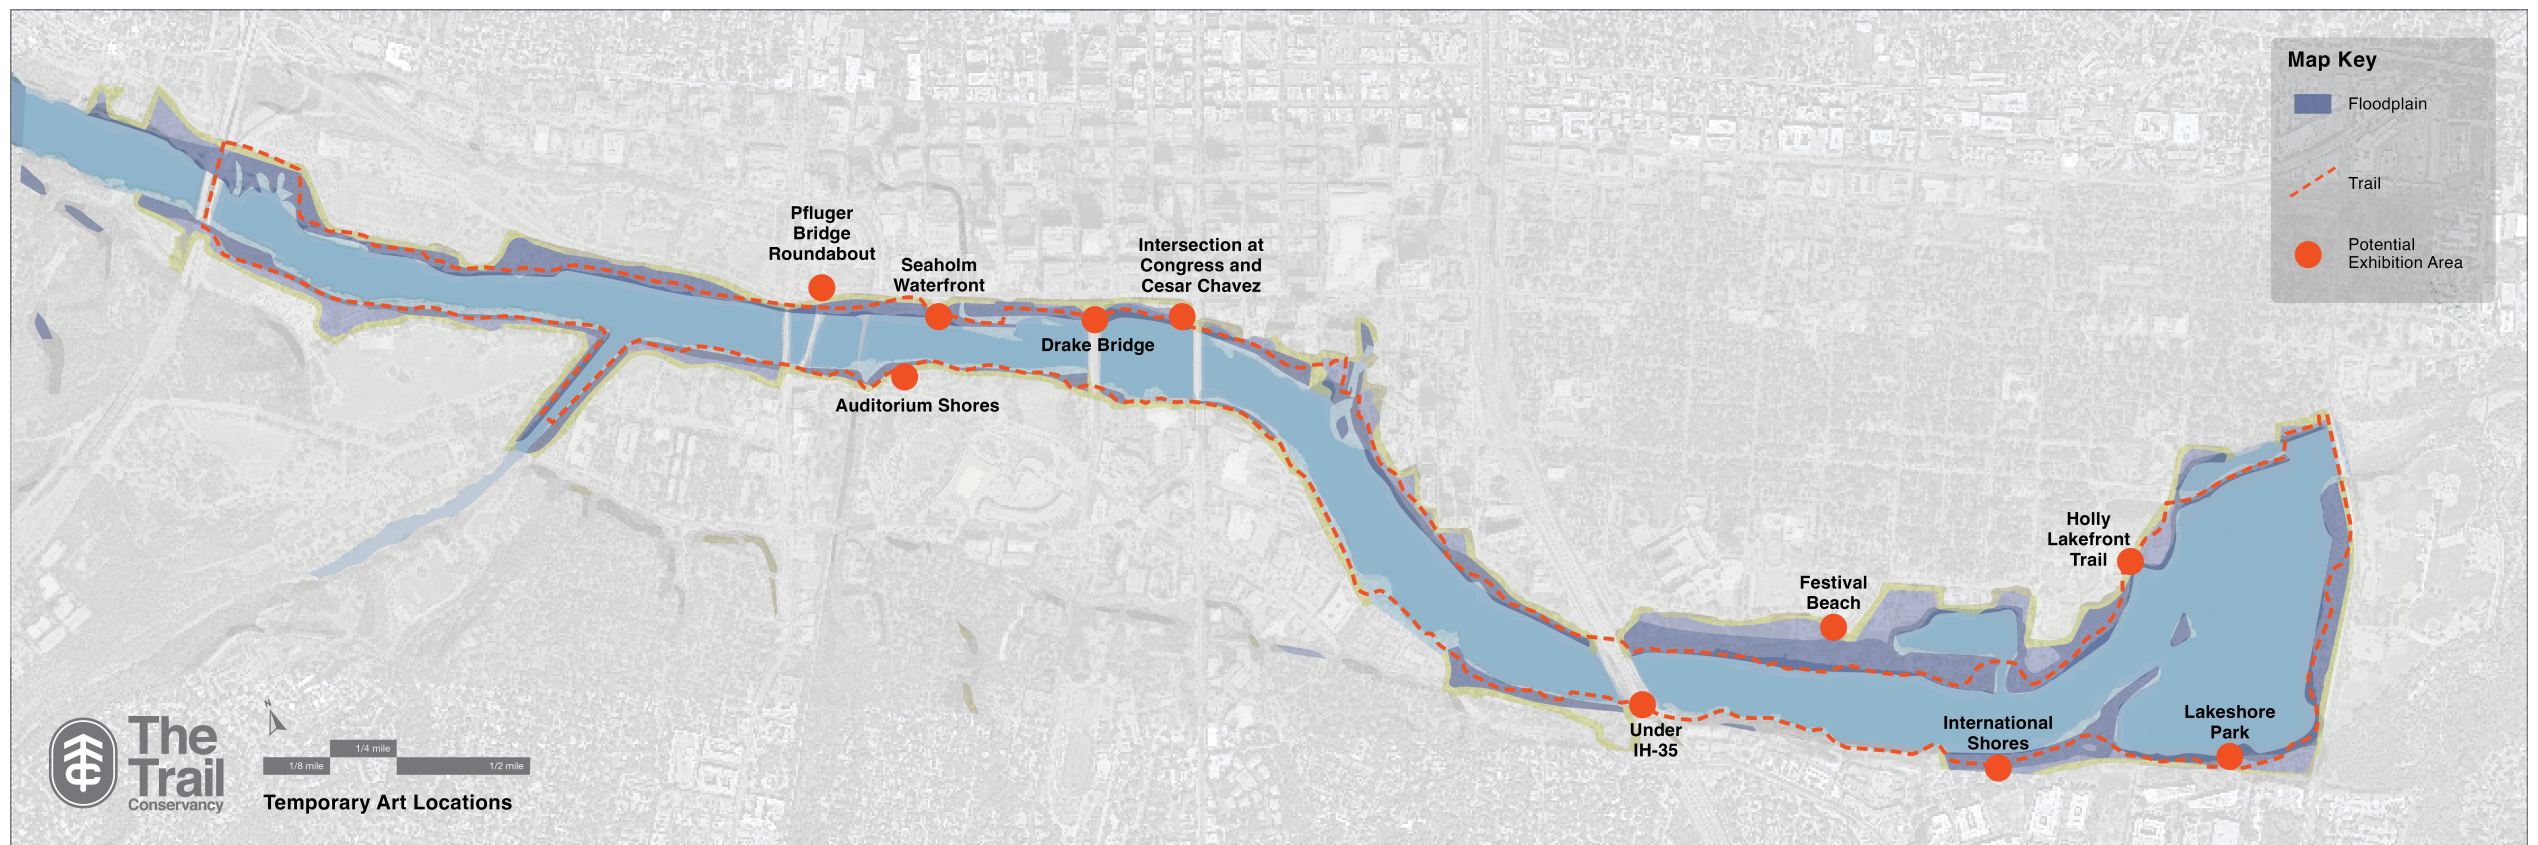 Map Key
Floodplain
Trail
Potential
Exhibition Area
Pfluger
Bridge
Roundabout
Seaholm
Waterfront
Intersection at
Congress and
Cesar Chavez
Drake Bridge
Auditorium Shores
Holly
Lakefront
Trail
Festival
Beach
Under
IH-35
International
Shores
Lakeshore
Park
The
Trail
Conservancy
N
1/4 mile
1/8 mile
1/2 mile
Temporary Art Locations